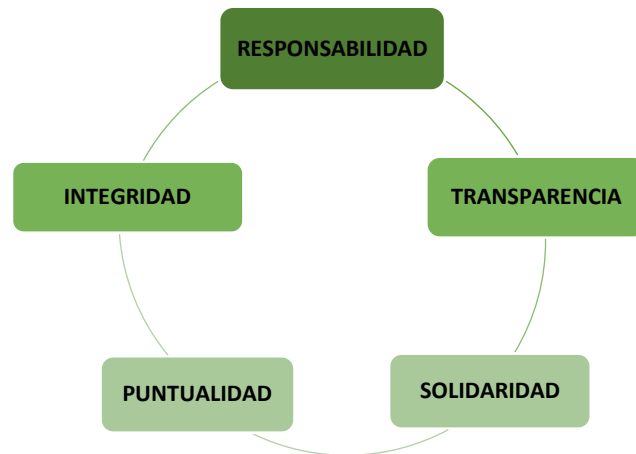 RESPONSABILIDAD
TRANSPARENCIA
SOLIDARIDAD
PUNTUALIDAD
INTEGRIDAD